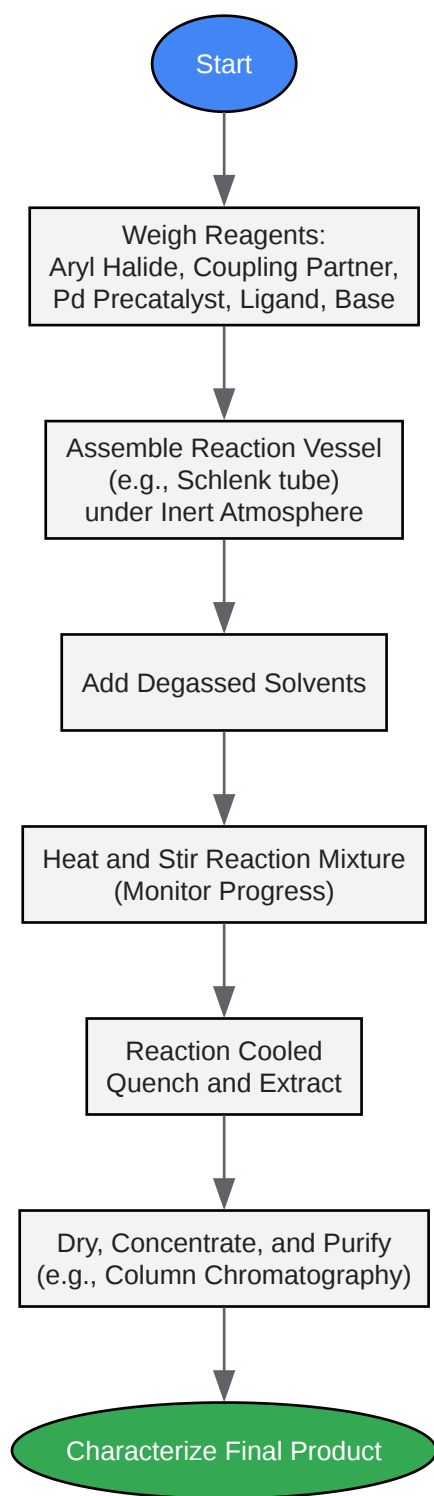 Start
Weigh Reagents:
Aryl Halide, Coupling Partner,
Pd Precatalyst, Ligand, Base
Assemble Reaction Vessel
(e.g., Schlenk tube)
under Inert Atmosphere
Add Degassed Solvents
Heat and Stir Reaction Mixture
(Monitor Progress)
Reaction Cooled
Quench and Extract
Dry, Concentrate, and Purify
(e.g., Column Chromatography)
Characterize Final Product